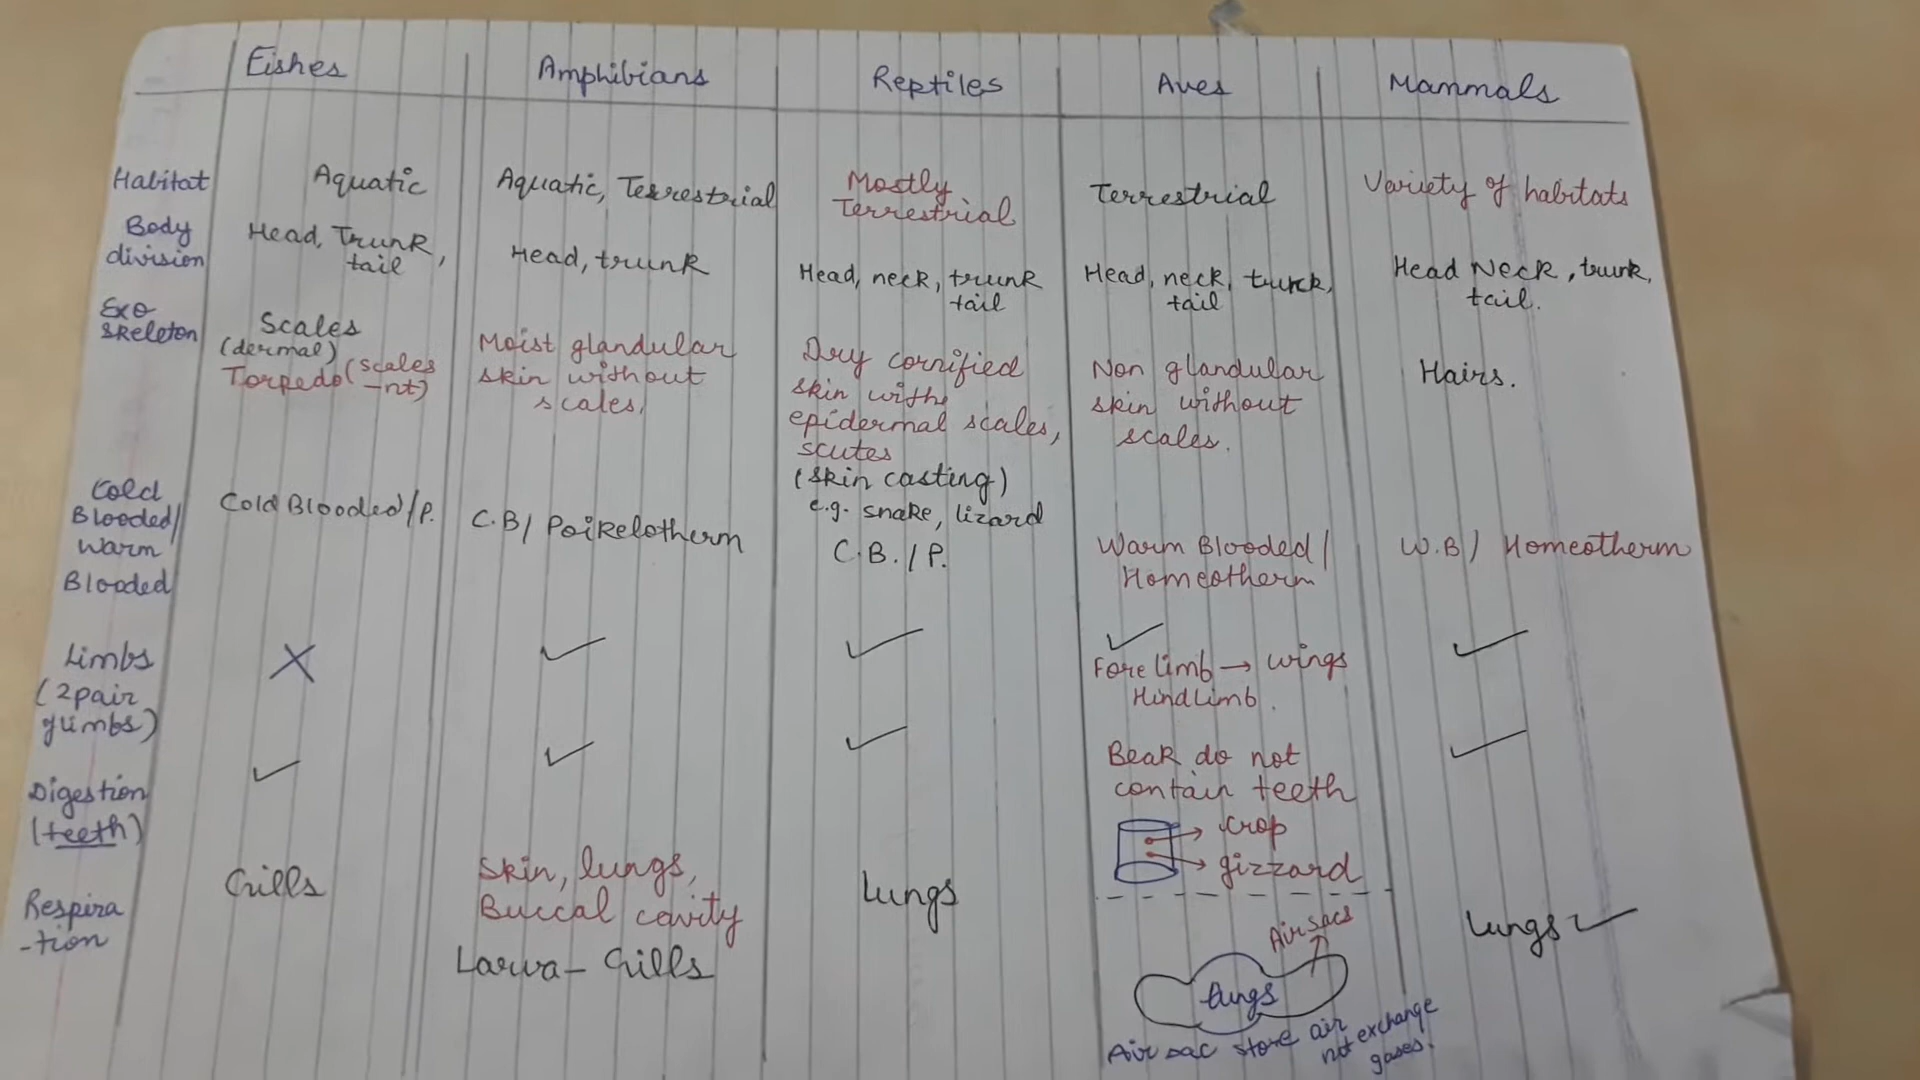 Fishes Amphibians Reptiles Aves Mammals
Habitat Aquatic Aquatic, Terrestrial Mostly Terrestrial Terrestrial Variety of habitats
Body division Head, Trunk, tail Head, trunk Head, neck, trunk tail Head, neck, turck, tail Head Neck, trunk, tail.
Exo skeleton Scales (dermal) Torpedo (scales -nt) Moist glandular skin without scales, Dry cornified skin with, epidermal scales, scutes (skin casting) e.g. snake, lizard Non glandular skin without scales. Hairs.
Cold Blooded/ Warm Blooded Cold Blooded/P. C.B/ Poikelotherm C.B./P. Warm Blooded/ Homeotherm W.B/ Homeotherm
Limbs (2pair limbs) X ✓ ✓ ✓ Fore limb → wings Hind limb. ✓
Digestion (teeth) ✓ ✓ ✓ Beak do not contain teeth → crop → gizzard ✓
Respira -tion Gills Skin, lungs, Buccal cavity Larva - Gills Lungs Air sacs lungs Air sac store air not exchange gases. Lungs ✓